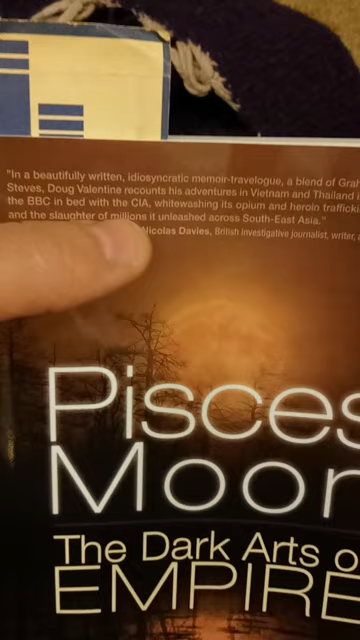 "In a beautifully written, idiosyncratic memoir-travelogue, a blend of
Steves, Doug Valentine recounts his adventures in Vietnam and Thailand
the BBC in bed with the CIA, whitewashing its opium and heroin
and the slaughter of millions it unleashed across South-East Asia."
Nicolas Davies, British investigative journalist, writer,
Pisces
Moon
The Dark Arts
EMPIRE